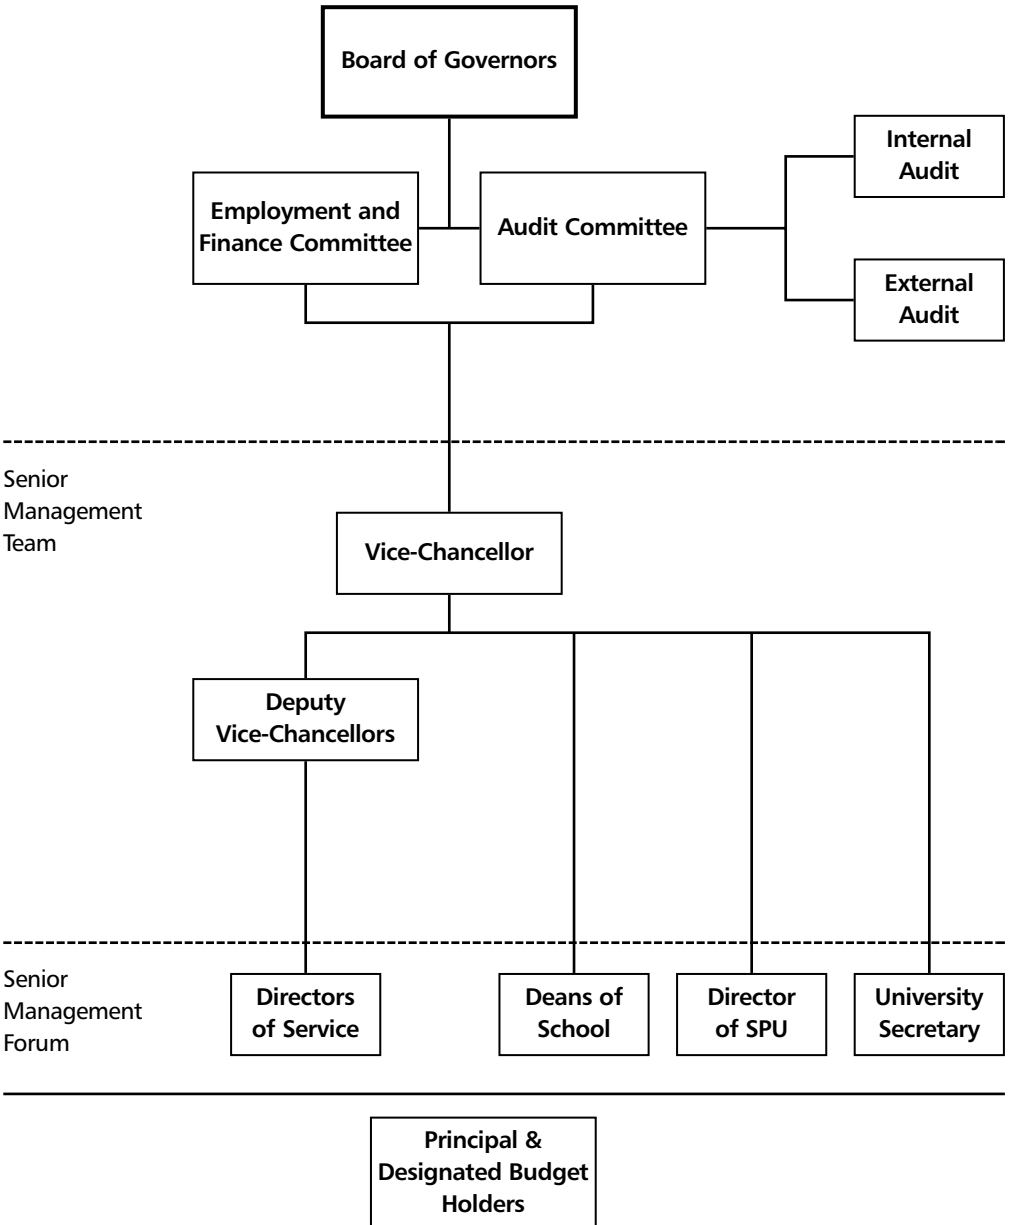 Board of Governors
Internal
Audit
Employment and
Finance Committee
Audit Committee
External
Audit
Senior
Management
Team
Vice-Chancellor
Deputy
Vice-Chancellors
Senior
Management
Forum
Directors
of Service
Deans of
School
Director
of SPU
University
Secretary
Principal &
Designated Budget
Holders